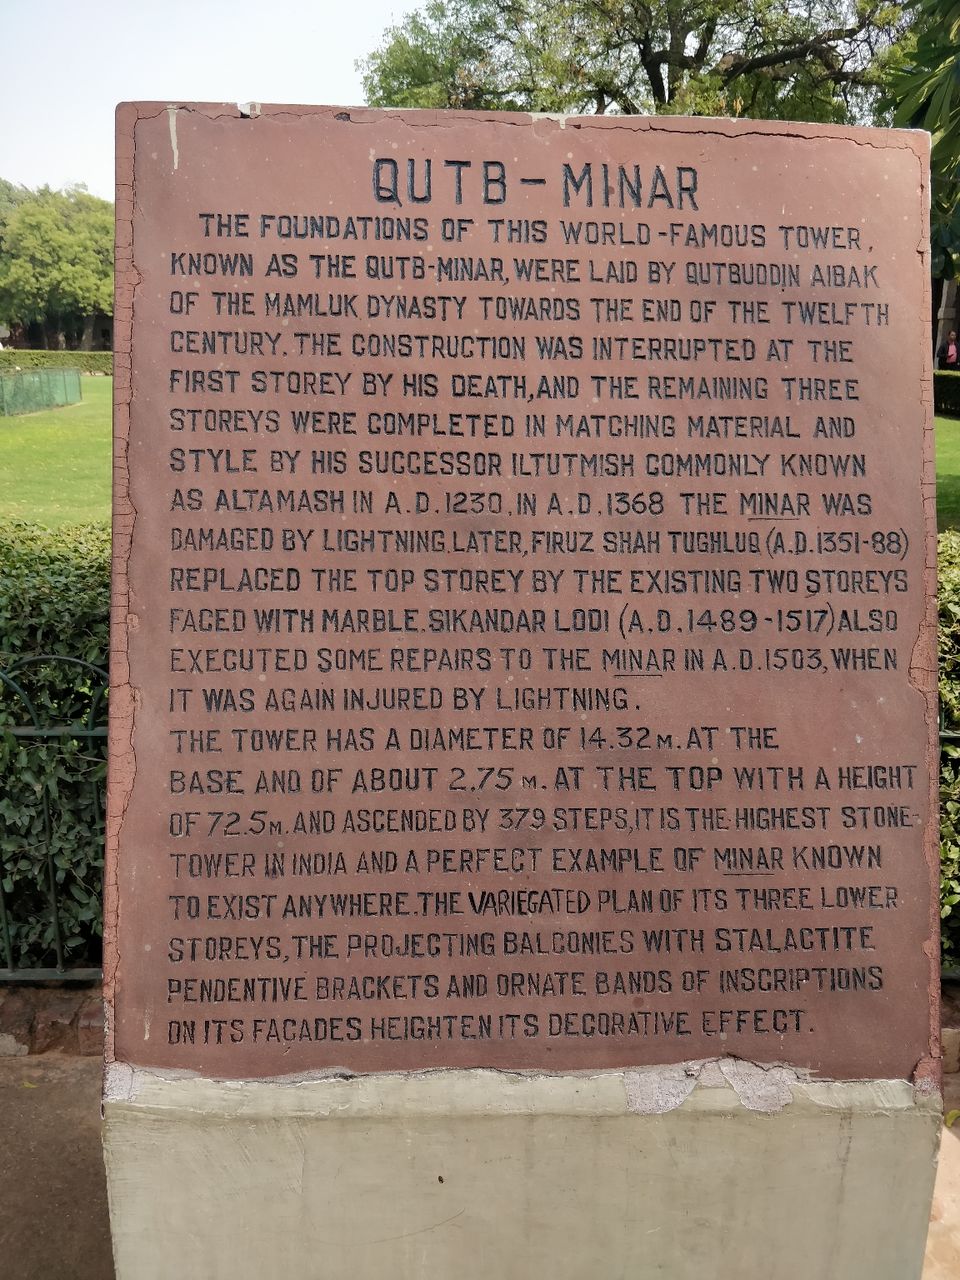 QUTB-MINAR
THE FOUNDATIONS OF THIS WORLD-FAMOUS TOWER,
KNOWN AS THE QUTB-MINAR, WERE LAID BY QUTBUDDIN AIBAK
OF THE MAMLUK DYNASTY TOWARDS THE END OF THE TWELFTH
CENTURY. THE CONSTRUCTION WAS INTERRUPTED AT THE
FIRST STOREY BY HIS DEATH, AND THE REMAINING THREE
STOREYS WERE COMPLETED IN MATCHING MATERIAL AND
STYLE BY HIS SUCCESSOR ILTUTMISH COMMONLY KNOWN
AS ALTAMASH IN A.D. 1230. IN A.D. 1368 THE MINAR WAS
DAMAGED BY LIGHTNING. LATER, FIRUZ SHAH TUGHLUQ (A.D. 1351-88)
REPLACED THE TOP STOREY BY THE EXISTING TWO STOREYS
FACED WITH MARBLE. SIKANDAR LODI (A.D. 1489-1517) ALSO
EXECUTED SOME REPAIRS TO THE MINAR IN A.D. 1503, WHEN
IT WAS AGAIN INJURED BY LIGHTNING.
THE TOWER HAS A DIAMETER OF 14.32 M. AT THE
BASE AND OF ABOUT 2.75 M. AT THE TOP WITH A HEIGHT
OF 72.5 M. AND ASCENDED BY 379 STEPS, IT IS THE HIGHEST STONE
TOWER IN INDIA AND A PERFECT EXAMPLE OF MINAR KNOWN
TO EXIST ANYWHERE. THE VARIEGATED PLAN OF ITS THREE LOWER
STOREYS, THE PROJECTING BALCONIES WITH STALACTITE
PENDENTIVE BRACKETS AND ORNATE BANDS OF INSCRIPTIONS
ON ITS FAÇADES HEIGHTEN ITS DECORATIVE EFFECT.